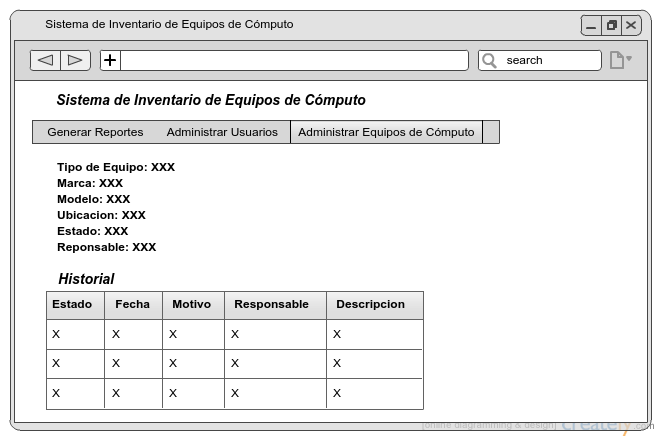 Sistema de Inventario de Equipos de Cómputo
search
Sistema de Inventario de Equipos de Cómputo
Generar Reportes Administrar Usuarios Administrar Equipos de Cómputo
Tipo de Equipo: XXX
Marca: XXX
Modelo: XXX
Ubicacion: XXX
Estado: XXX
Reponsable: XXX
Historial
Estado Fecha Motivo Responsable Descripcion
X X X X X
X X X X X
X X X X X
[online diagramming & design] creately.com